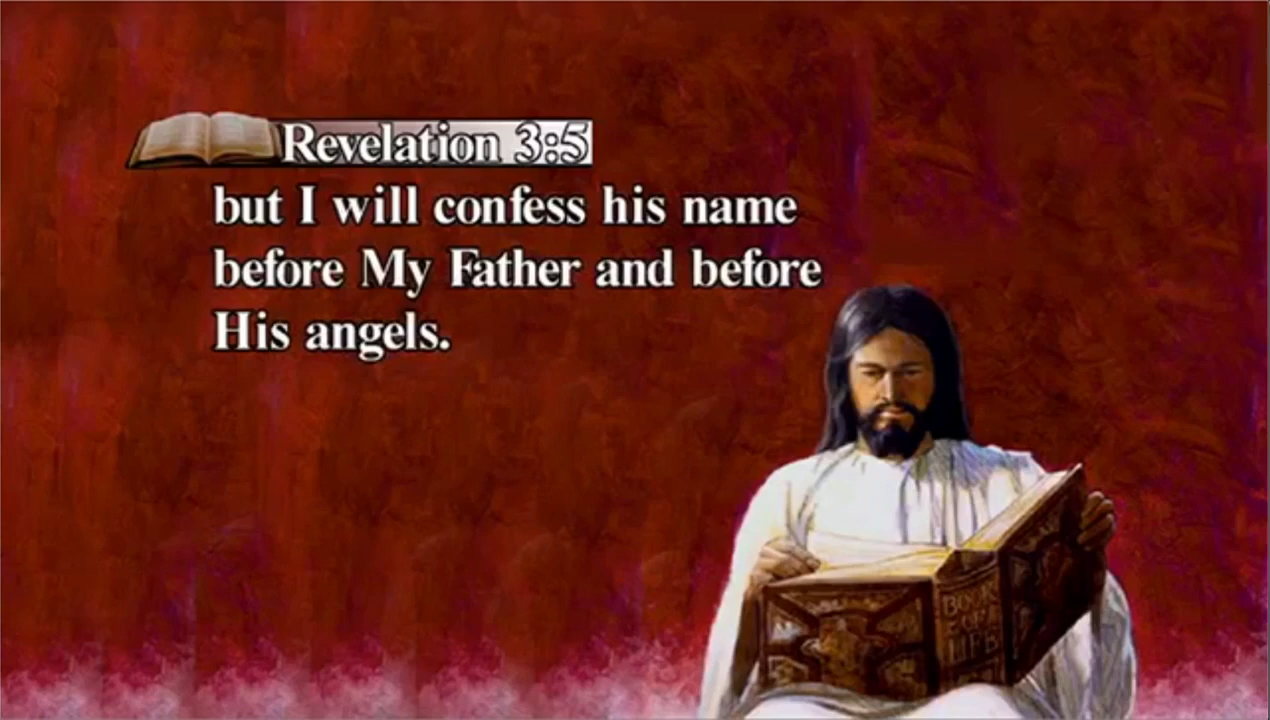 Revelation 3:5
but I will confess his name
before My Father and before
His angels.
BOOK
OF
LIFE